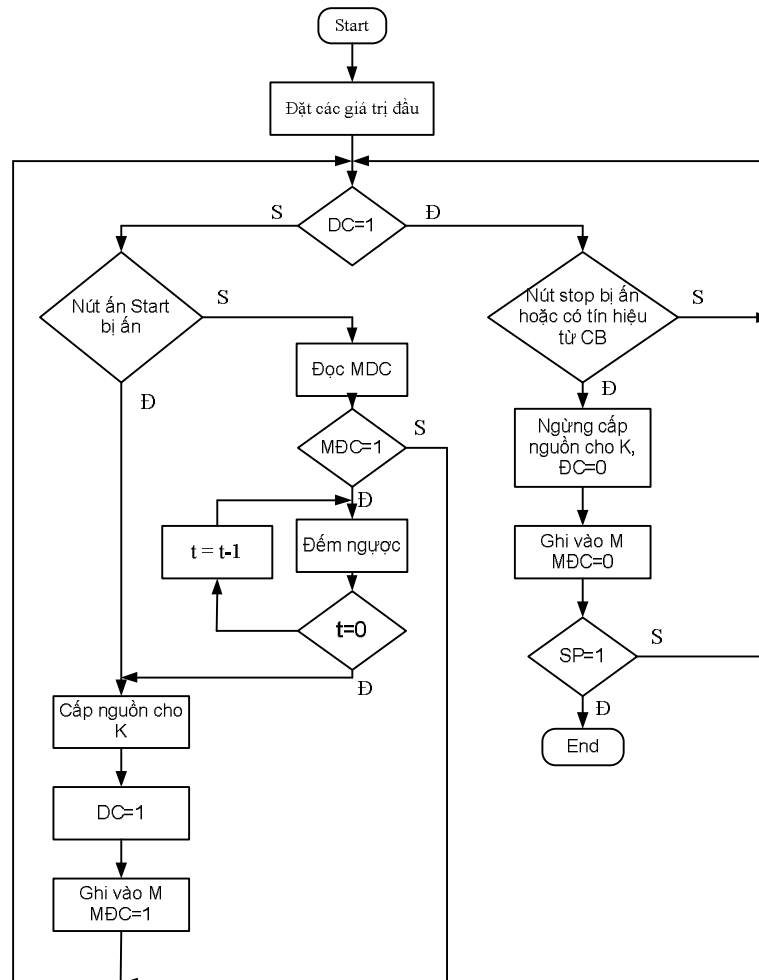 Start
Đặt các giá trị đầu
S
DC=1
Đ
Nút ấn Start
bị ấn
S
Đ
Nút stop bị ấn
hoặc có tín hiệu
từ CB
S
Đ
Đọc MDC
MĐC=1
S
Đ
Ngừng cấp
nguồn cho K,
ĐC=0
t = t-1
Đếm ngược
Ghi vào M
MĐC=0
t=0
Đ
SP=1
S
Đ
End
Cấp nguồn cho
K
DC=1
Ghi vào M
MĐC=1